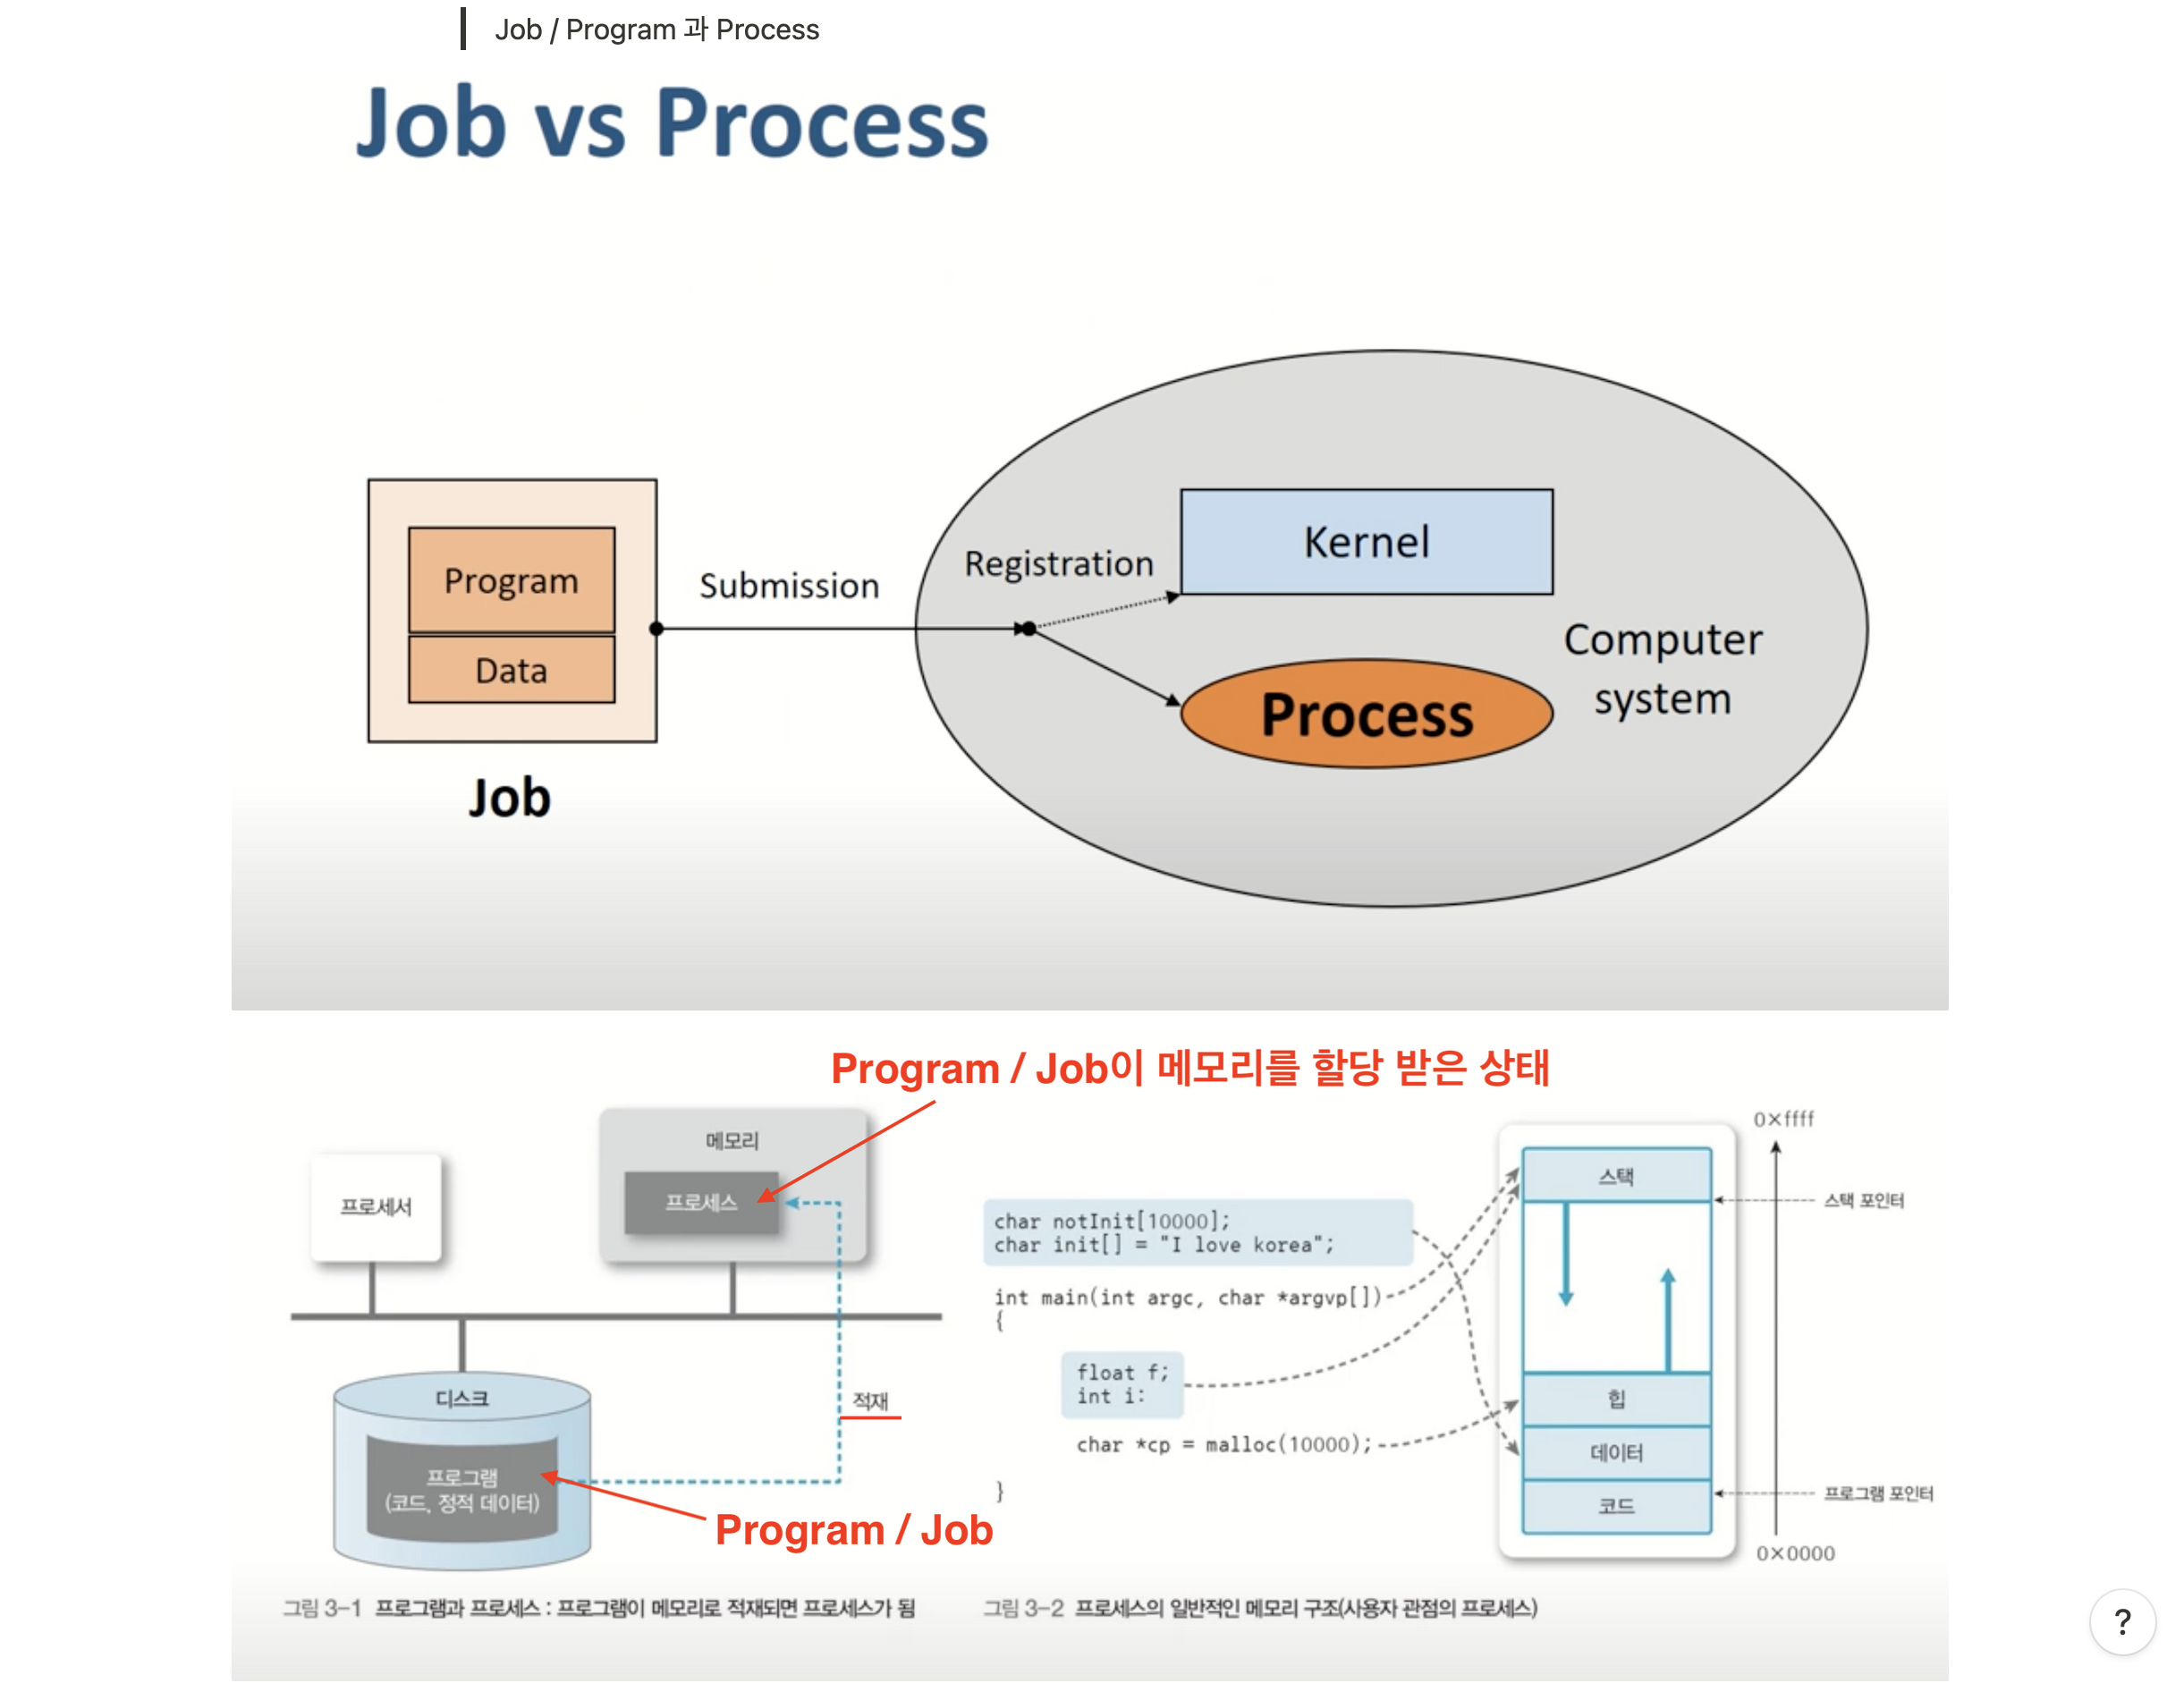 Job / Program 과 Process
Job vs Process
Program
Data
Job
Submission
Registration
Kernel
Process
Computer
system
Program / Job이 메모리를 할당 받은 상태
프로세서
메모리
프로세스
디스크
프로그램
(코드, 정적 데이터)
적재
Program / Job
그림 3-1 프로그램과 프로세스 : 프로그램이 메모리로 적재되면 프로세스가 됨
char notInit[10000];
char init[] = "I love korea";
int main(int argc, char *argvp[])
{
float f;
int i:
char *cp = malloc(10000);
}
0×ffff
스택
스택 포인터
힙
데이터
코드
프로그램 포인터
0×0000
그림 3-2 프로세스의 일반적인 메모리 구조(사용자 관점의 프로세스)
?